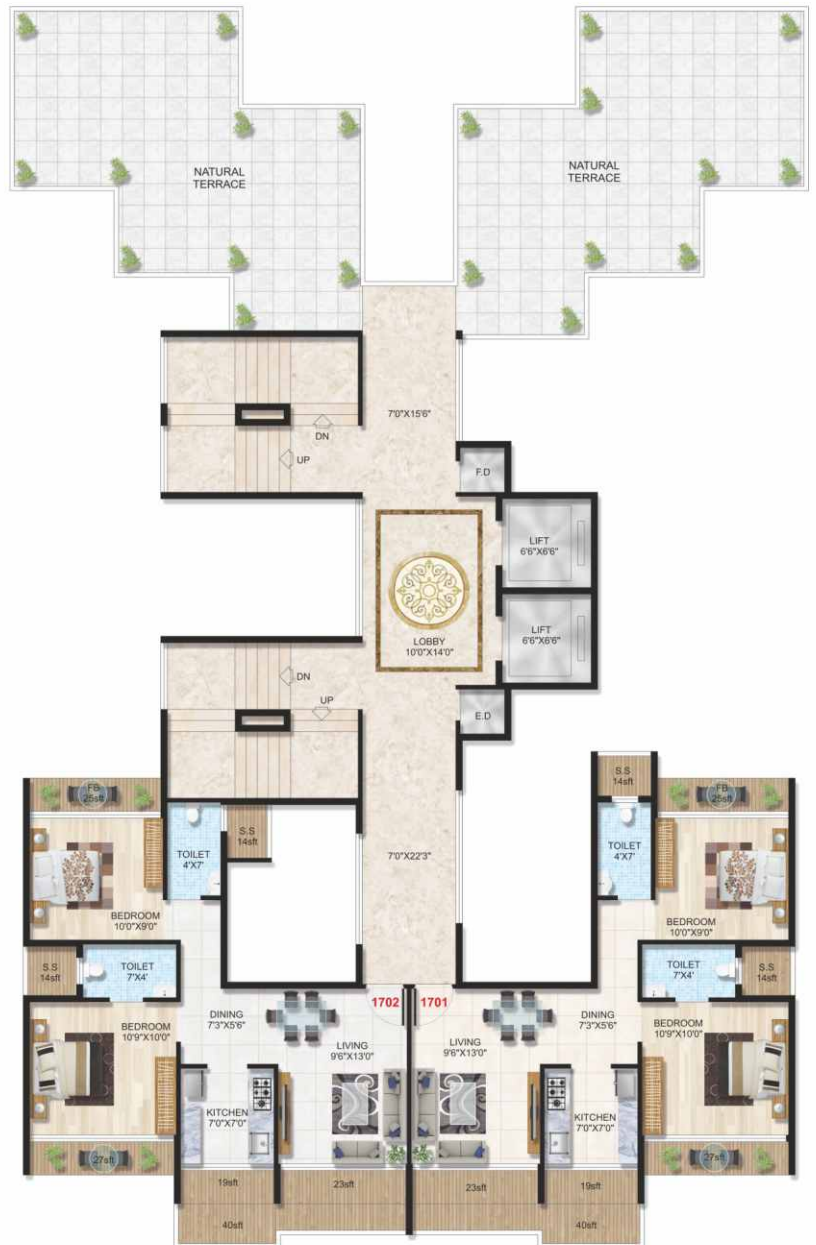 NATURAL
TERRACE
NATURAL
TERRACE
7'0"X15'6"
DN
UP
F.D
LIFT
6'6"X6'6"
LOBBY
10'0"X14'0"
LIFT
6'6"X6'6"
DN
UP
E.D
FB
25sft
S.S
14sft
TOILET
4'X7'
7'0"X22'3"
S.S
14sft
TOILET
4'X7'
FB
25sft
BEDROOM
10'0"X9'0"
BEDROOM
10'0"X9'0"
S.S
14sft
TOILET
7'X4'
TOILET
7'X4'
S.S
14sft
1702
1701
BEDROOM
10'9"X10'0"
DINING
7'3"X5'6"
LIVING
9'6"X13'0"
LIVING
9'6"X13'0"
DINING
7'3"X5'6"
BEDROOM
10'9"X10'0"
KITCHEN
7'0"X7'0"
KITCHEN
7'0"X7'0"
27sft
27sft
19sft
23sft
23sft
19sft
40sft
40sft